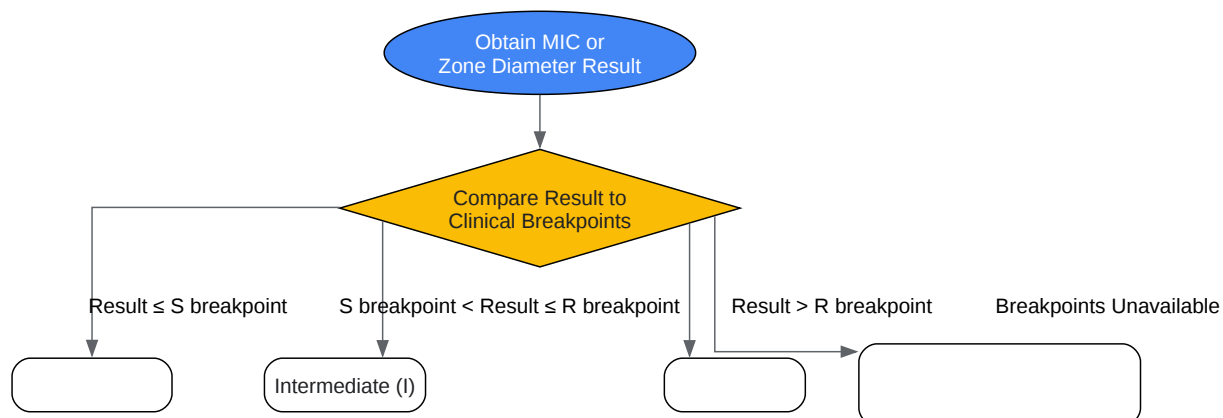 Obtain MIC or
Zone Diameter Result
Compare Result to
Clinical Breakpoints
Result ≤ S breakpoint
S breakpoint < Result ≤ R breakpoint
Result > R breakpoint
Breakpoints Unavailable
Intermediate (I)